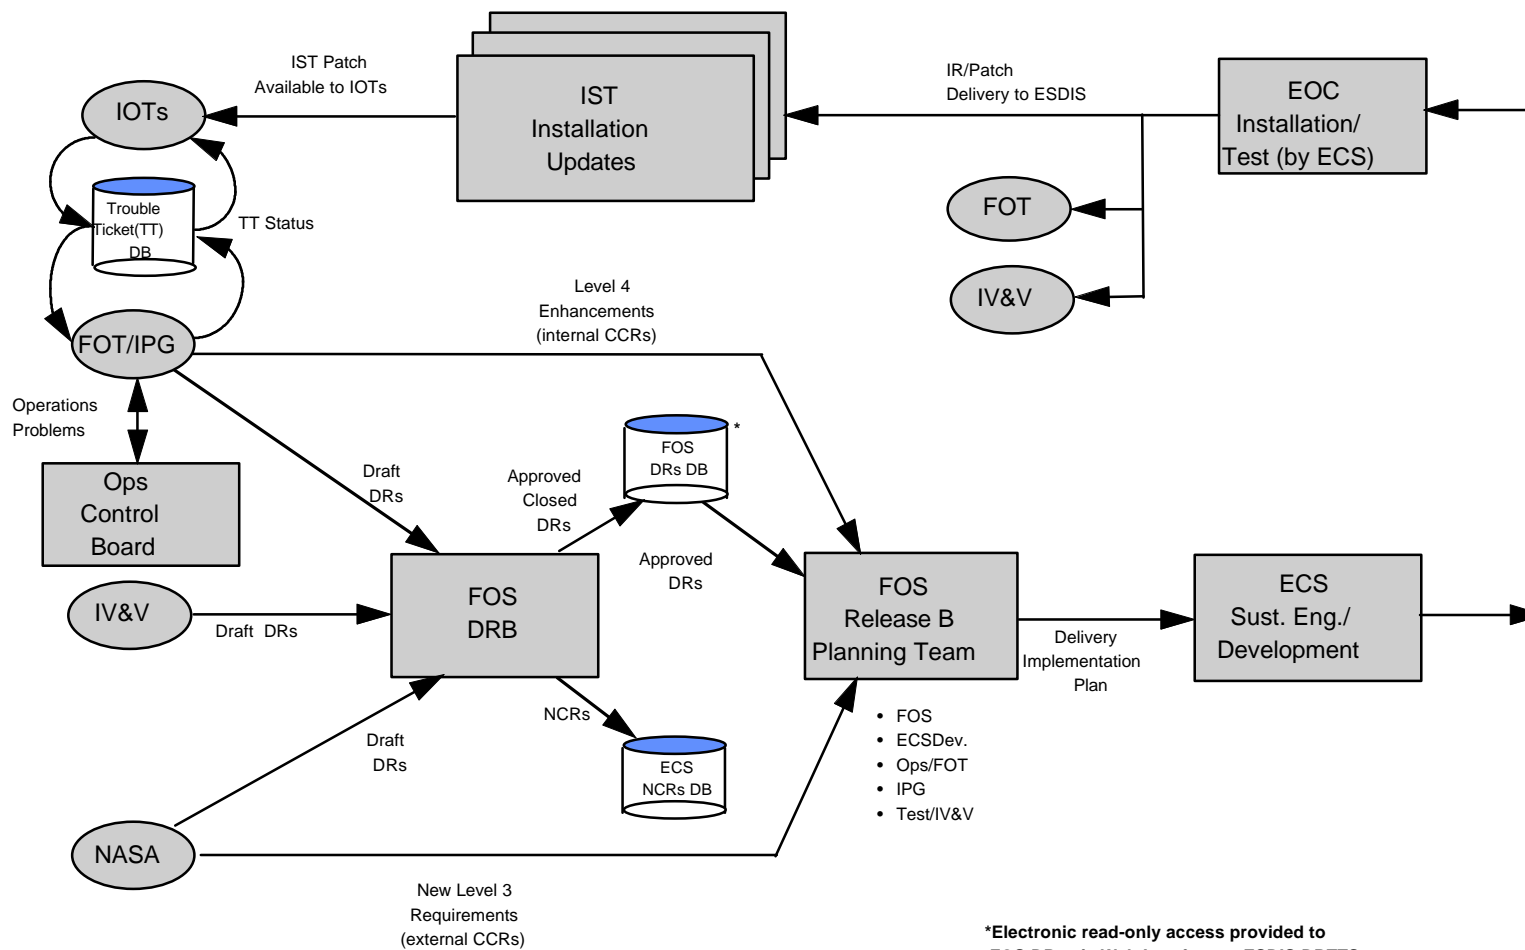 IST Patch
Available to IOTs
IOTs
IST
Installation
Updates
IR/Patch
Delivery to ESDIS
EOC
Installation/
Test (by ECS)
FOT
IV&V
Trouble
Ticket(TT)
DB
TT Status
FOT/IPG
Level 4
Enhancements
(internal CCRs)
Operations
Problems
Ops
Control
Board
Draft
DRs
Approved
Closed
DRs
FOS
DRs DB
*
Approved
DRs
IV&V
Draft DRs
FOS
DRB
FOS
Release B
Planning Team
Delivery
Implementation
Plan
ECS
Sust. Eng./
Development
NCRs
ECS
NCRs DB
Draft
DRs
• FOS
• ECSDev.
• Ops/FOT
• IPG
• Test/IV&V
NASA
New Level 3
Requirements
(external CCRs)
*Electronic read-only access provided to